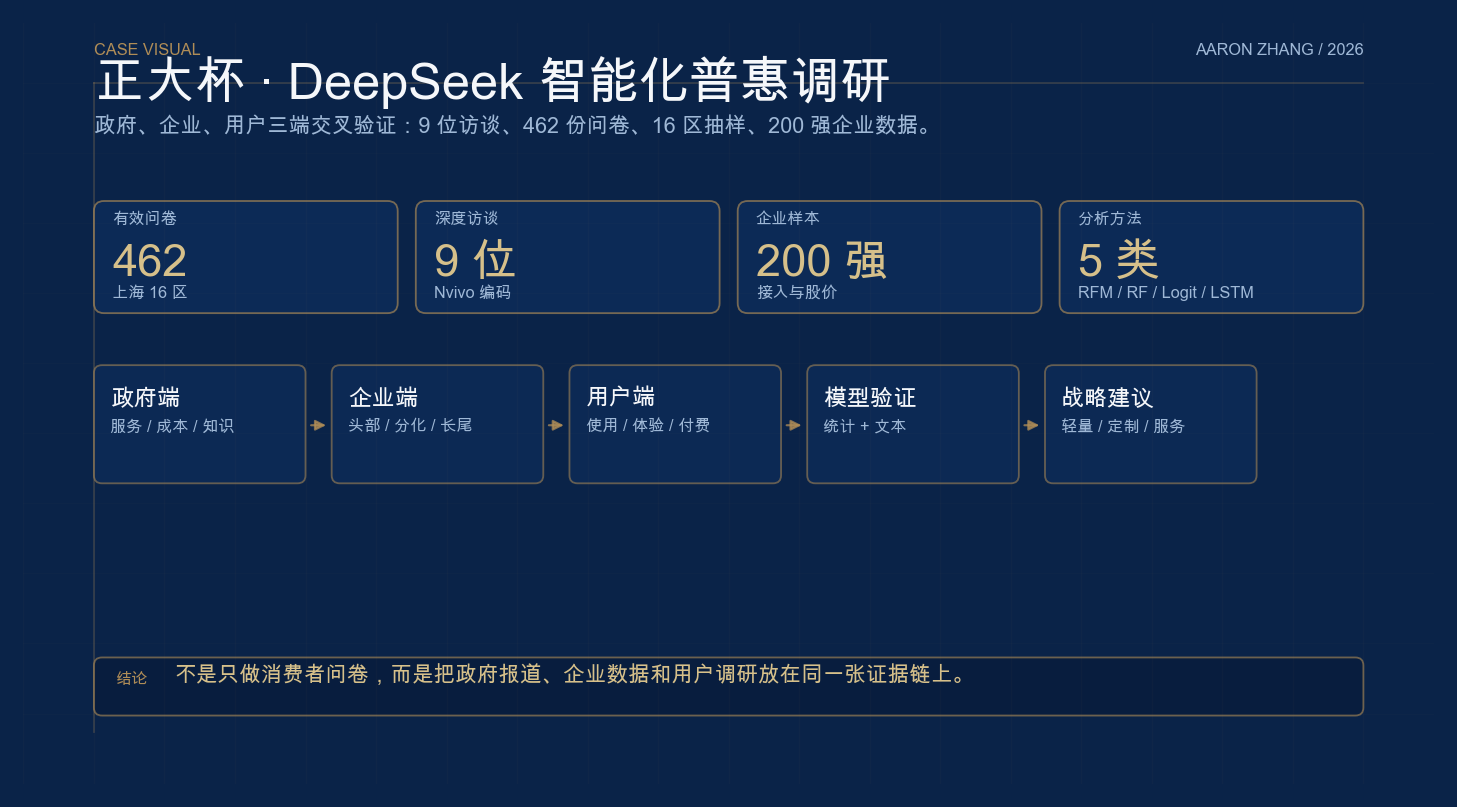 CASE VISUAL
AARON ZHANG / 2026
正大杯 · DeepSeek 智能化普惠调研
政府、企业、用户三端交叉验证：9 位访谈、462 份问卷、16 区抽样、200 强企业数据。
有效问卷
462
上海 16 区
深度访谈
9 位
Nvivo 编码
企业样本
200 强
接入与股价
分析方法
5 类
RFM / RF / Logit / LSTM
政府端
服务 / 成本 / 知识
企业端
头部 / 分化 / 长尾
用户端
使用 / 体验 / 付费
模型验证
统计 + 文本
战略建议
轻量 / 定制 / 服务
结论
不是只做消费者问卷，而是把政府报道、企业数据和用户调研放在同一张证据链上。